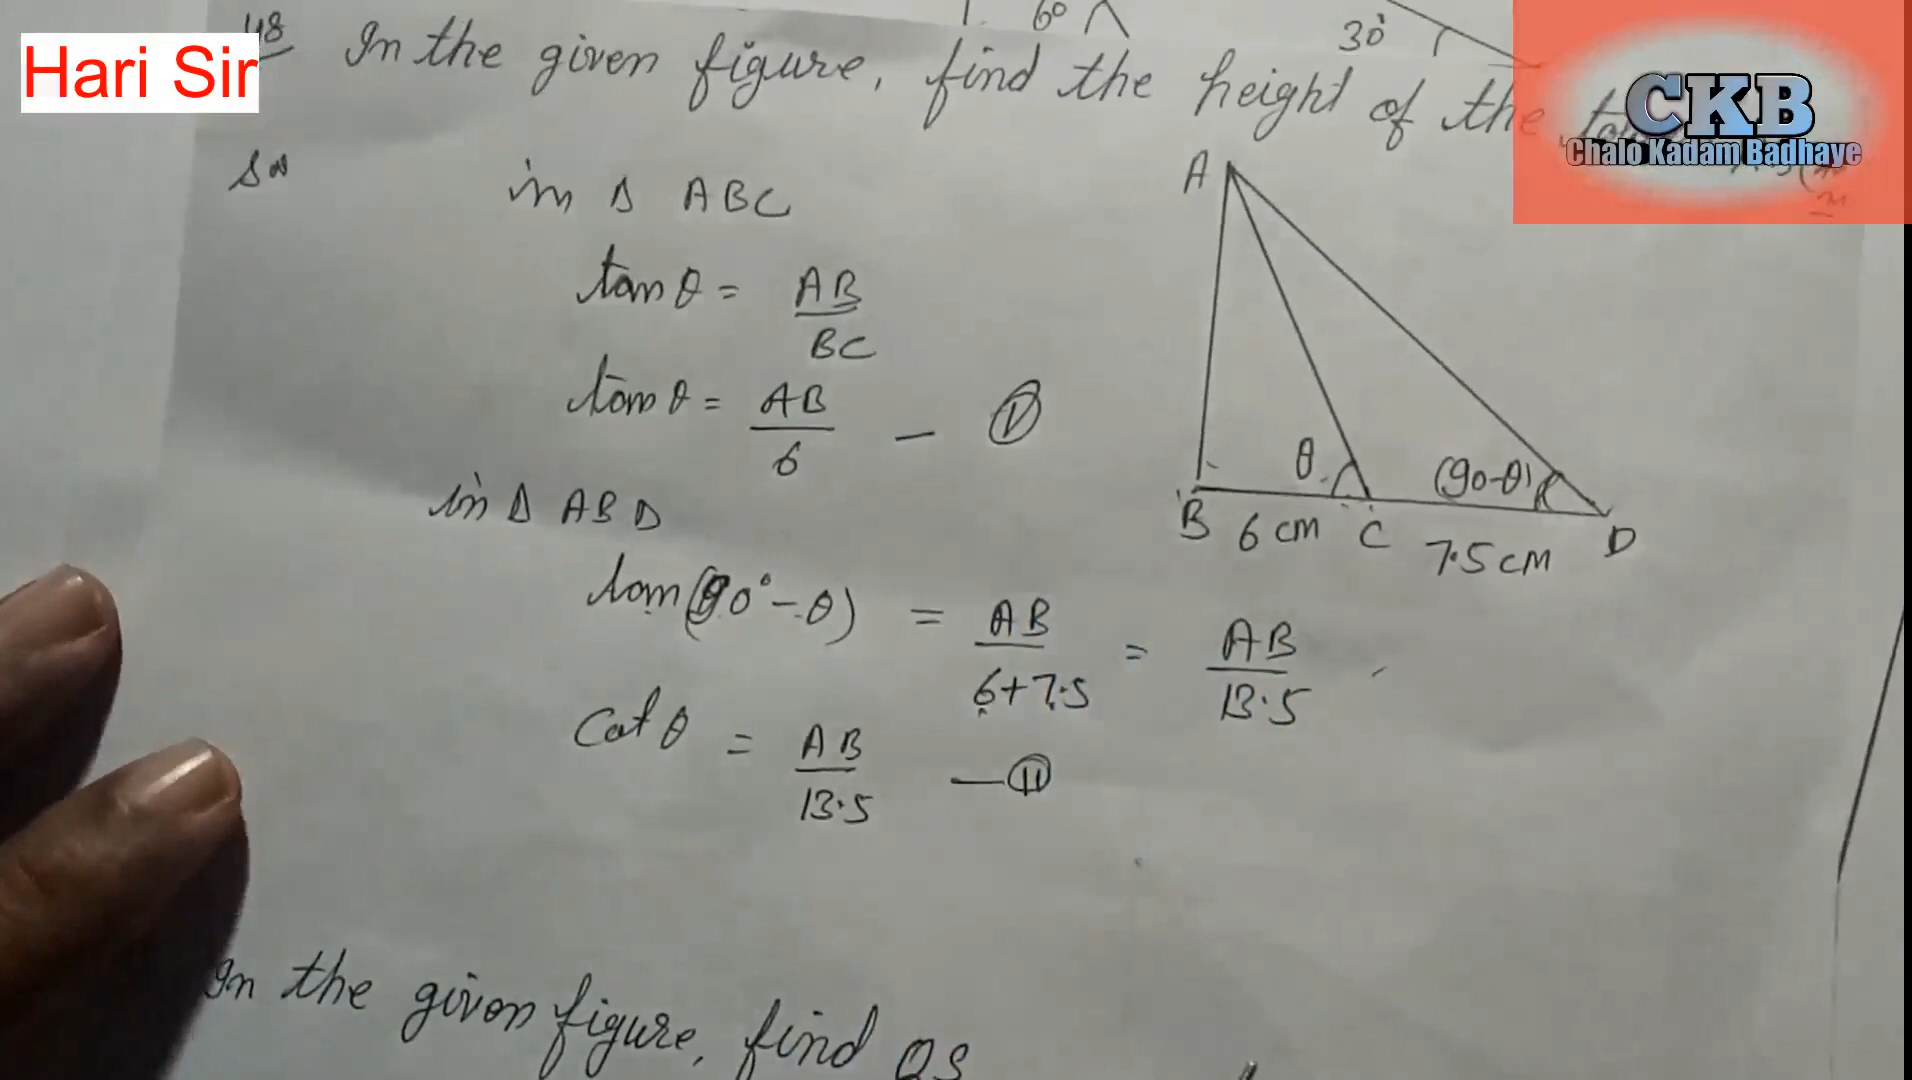 60
30°
Hari Sir
48 In the given figure, find the height of the
CKB
Chalo Kadam Badhaye
in Δ ABC
tan θ = AB
BC
tan θ = AB — I
6
in Δ ABD
tan(90° - θ) = AB = AB
6+7.5 13.5
Cot θ = AB — II
13.5
A
θ
(90-θ)
B 6 cm C 7.5 cm D
In the given figure, find QS